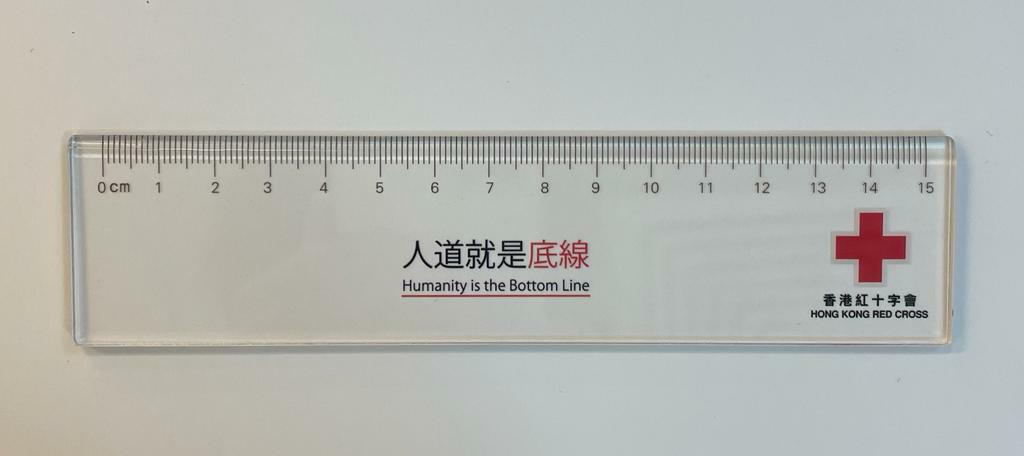 0 cm 1 2 3 4 5 6 7 8 9 10 11 12 13 14 15
人道就是底線
Humanity is the Bottom Line
香港紅十字會
HONG KONG RED CROSS